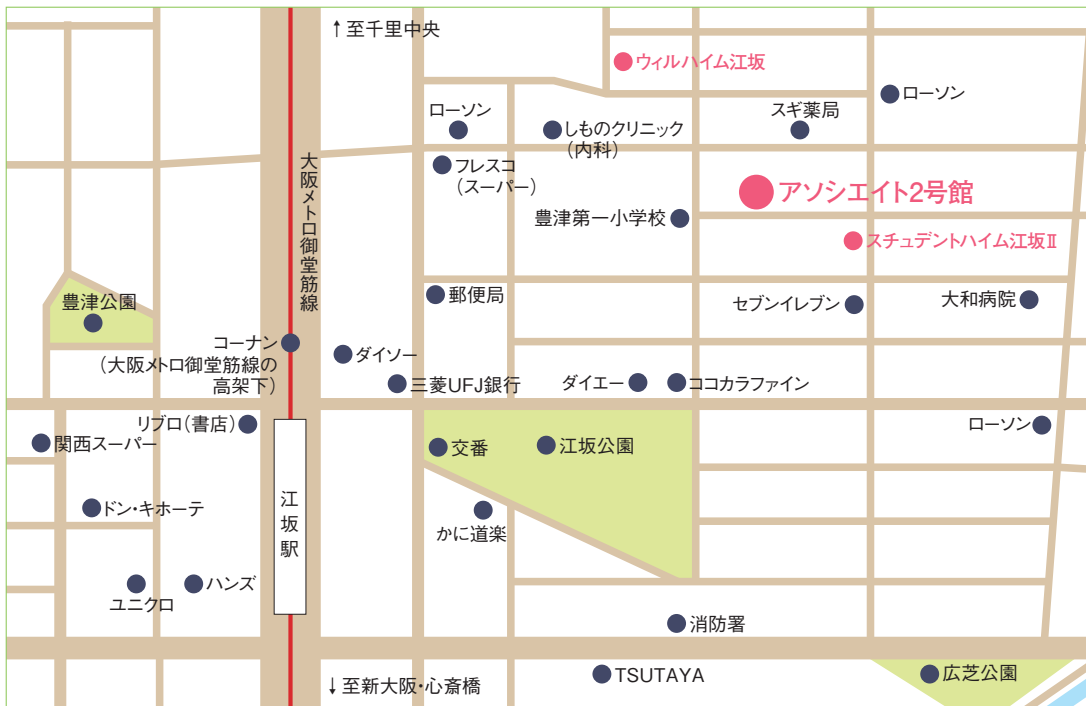 ↑至千里中央
ウィルハイム江坂
ローソン
スギ薬局
ローソン
しものクリニック
(内科)
フレスコ
(スーパー)
大阪メトロ御堂筋線
アソシエイト2号館
豊津第一小学校
スチュデントハイム江坂Ⅱ
豊津公園
郵便局
セブンイレブン
大和病院
コーナン
(大阪メトロ御堂筋線の
高架下)
ダイソー
三菱UFJ銀行
ダイエー
ココカラファイン
リブロ(書店)
関西スーパー
交番
江坂公園
ローソン
ドン・キホーテ
江坂駅
かに道楽
ユニクロ
ハンズ
消防署
↓至新大阪・心斎橋
TSUTAYA
広芝公園